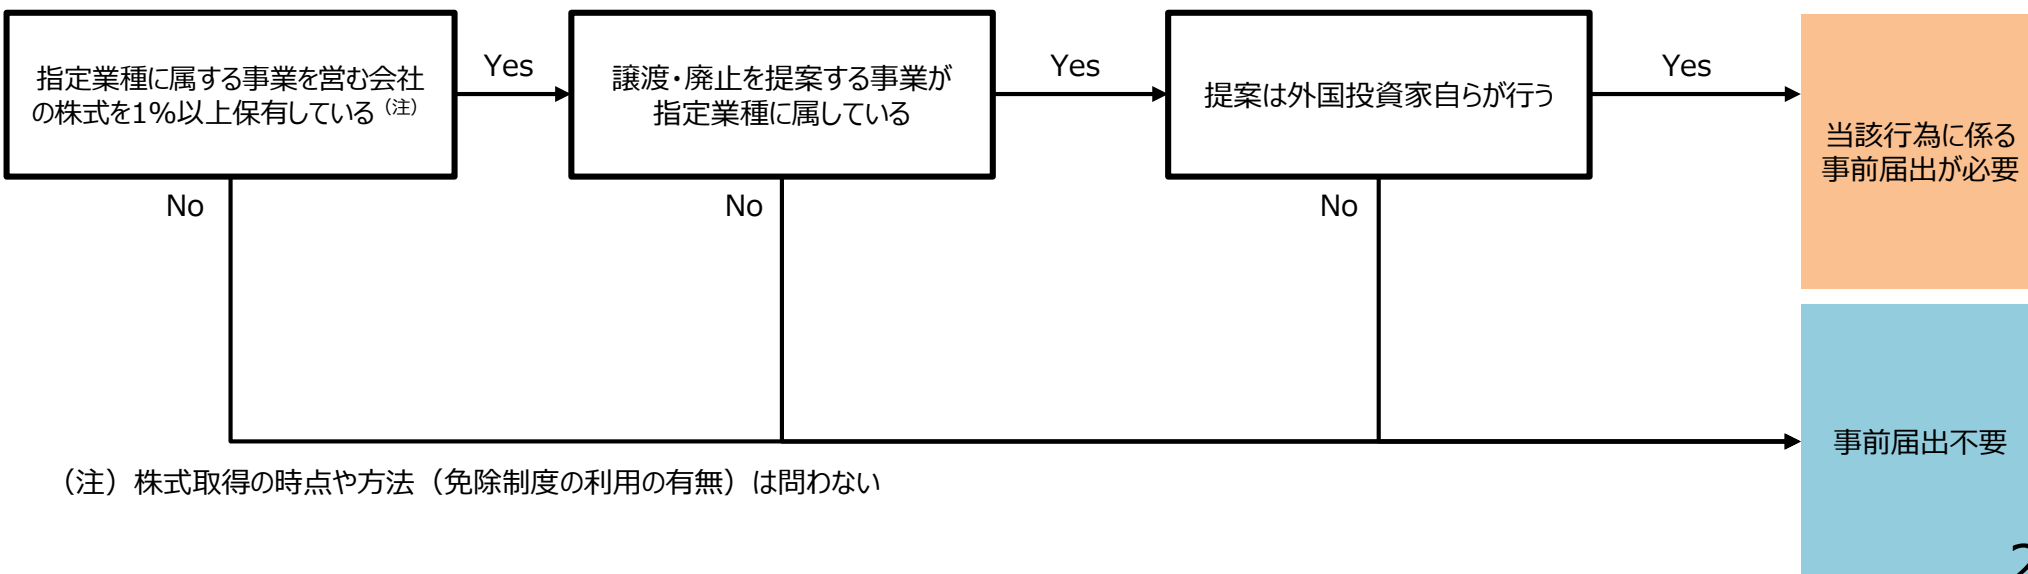 指定業種に属する事業を営む会社
の株式を1%以上保有している（注）
Yes
譲渡・廃止を提案する事業が
指定業種に属している
Yes
提案は外国投資家自らが行う
Yes
当該行為に係る
事前届出が必要
No
No
No
事前届出不要
（注）株式取得の時点や方法（免除制度の利用の有無）は問わない
2